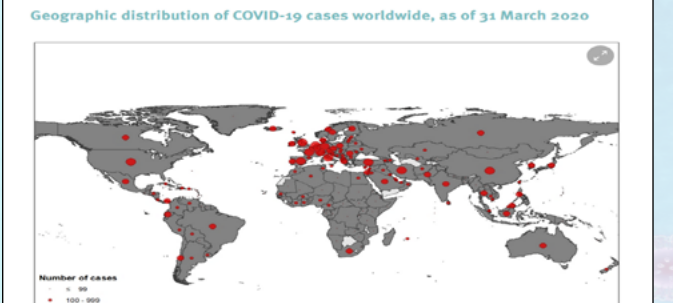 Geographic distribution of COVID-19 cases worldwide, as of 31 March 2020
Number of cases
≤ 99
100 - 999